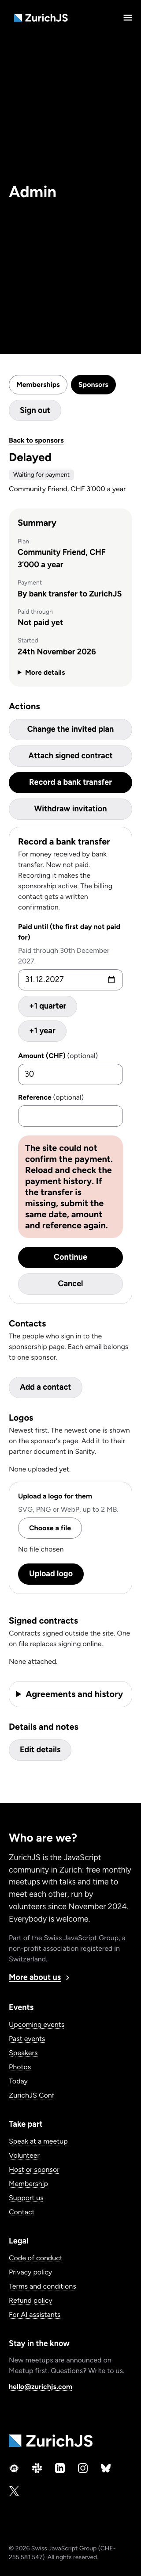 ZurichJS
Admin
Memberships
Sponsors
Sign out
Back to sponsors
Delayed
Waiting for payment
Community Friend, CHF 3'000 a year
Summary
Plan
Community Friend, CHF
3'000 a year
Payment
By bank transfer to ZurichJS
Paid through
Not paid yet
Started
24th November 2026
More details
Actions
Change the invited plan
Attach signed contract
Record a bank transfer
Withdraw invitation
Record a bank transfer
For money received by bank
transfer. Now not paid.
Recording it makes the
sponsorship active. The billing
contact gets a written
confirmation.
Paid until (the first day not paid
for)
Paid through 30th December
2027.
31.12.2027
+1 quarter
+1 year
Amount (CHF) (optional)
30
Reference (optional)
The site could not
confirm the payment.
Reload and check the
payment history. If
the transfer is
missing, submit the
same date, amount
and reference again.
Continue
Cancel
Contacts
The people who sign in to the
sponsorship page. Each email belongs
to one sponsor.
Add a contact
Logos
Newest first. The newest one is shown
on the sponsor's page. Add it to their
partner document in Sanity.
None uploaded yet.
Upload a logo for them
SVG, PNG or WebP, up to 2 MB.
Choose a file
No file chosen
Upload logo
Signed contracts
Contracts signed outside the site. One
on file replaces signing online.
None attached.
Agreements and history
Details and notes
Edit details
Who are we?
ZurichJS is the JavaScript
community in Zurich: free monthly
meetups with talks and time to
meet each other, run by
volunteers since November 2024.
Everybody is welcome.
Part of the Swiss JavaScript Group, a
non-profit association registered in
Switzerland.
More about us
Events
Upcoming events
Past events
Speakers
Photos
Today
ZurichJS Conf
Take part
Speak at a meetup
Volunteer
Host or sponsor
Membership
Support us
Contact
Legal
Code of conduct
Privacy policy
Terms and conditions
Refund policy
For AI assistants
Stay in the know
New meetups are announced on
Meetup first. Questions? Write to us.
hello@zurichjs.com
ZurichJS
© 2026 Swiss JavaScript Group (CHE-
255.581.547). All rights reserved.